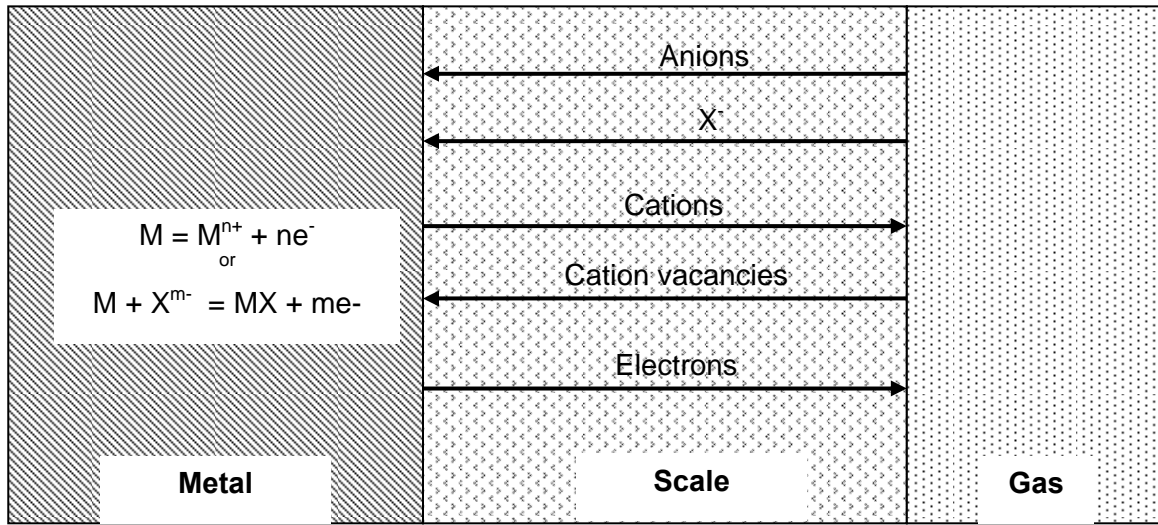 Anions
X⁻
Cations
M = Mⁿ⁺ + ne⁻
or
Cation vacancies
M + Xᵐ⁻ = MX + me-
Electrons
Metal
Scale
Gas